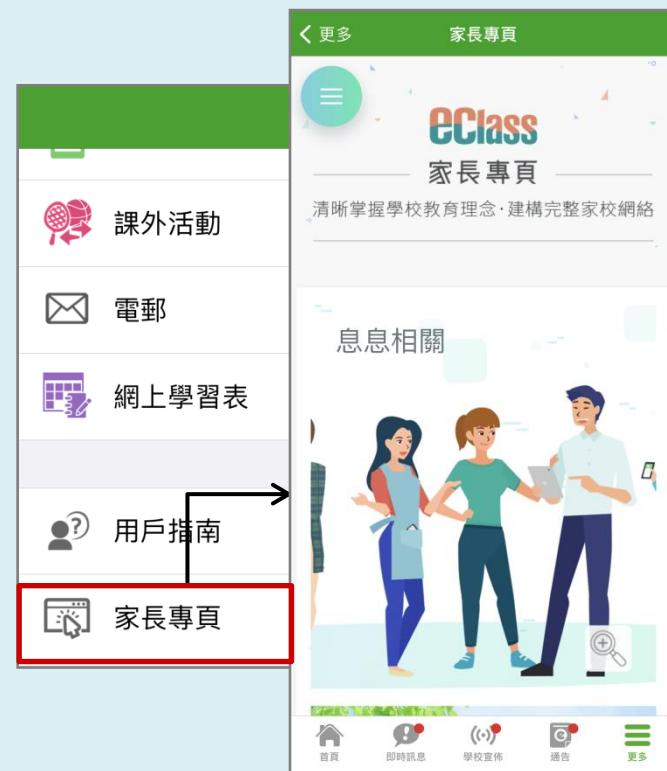 課外活動
電郵
網上學習表
用戶指南
家長專頁
更多
家長專頁
eClass
家長專頁
清晰掌握學校教育理念·建構完整家校網絡
息息相關
首頁
即時訊息
學校宣佈
通告
更多